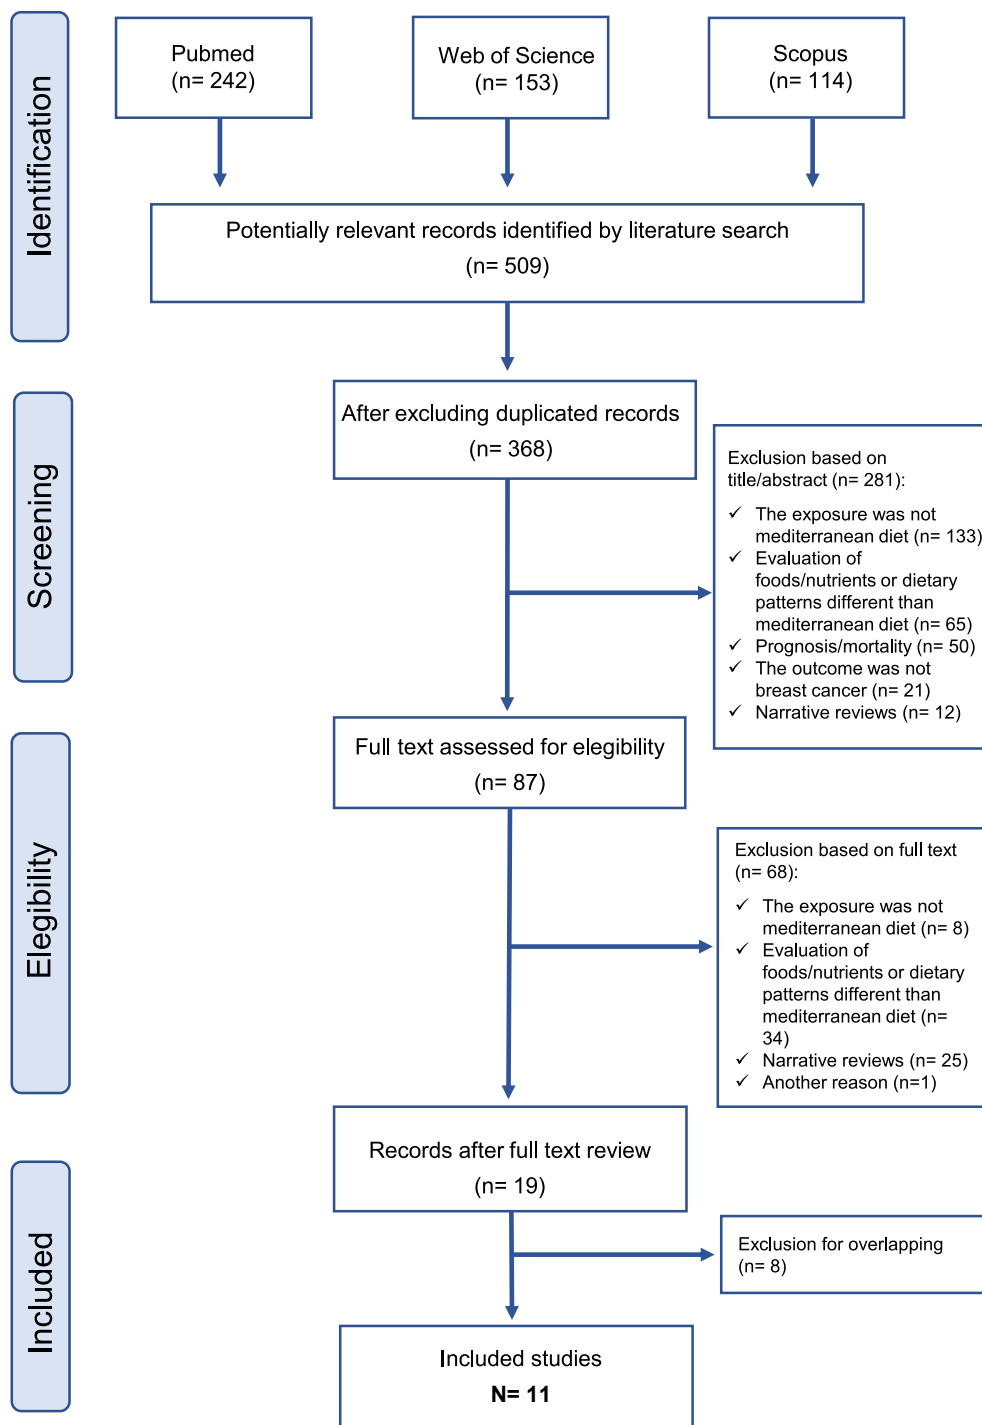 Identification
Pubmed
(n= 242)
Web of Science
(n= 153)
Scopus
(n= 114)
Potentially relevant records identified by literature search
(n= 509)
Screening
After excluding duplicated records
(n= 368)
Exclusion based on
title/abstract (n= 281):
✓ The exposure was not
mediterranean diet (n= 133)
✓ Evaluation of
foods/nutrients or dietary
patterns different than
mediterranean diet (n= 65)
✓ Prognosis/mortality (n= 50)
✓ The outcome was not
breast cancer (n= 21)
✓ Narrative reviews (n= 12)
Elegibility
Full text assessed for elegibility
(n= 87)
Exclusion based on full text
(n= 68):
✓ The exposure was not
mediterranean diet (n= 8)
✓ Evaluation of
foods/nutrients or dietary
patterns different than
mediterranean diet (n=
34)
✓ Narrative reviews (n= 25)
✓ Another reason (n=1)
Records after full text review
(n= 19)
Included
Exclusion for overlapping
(n= 8)
Included studies
N= 11